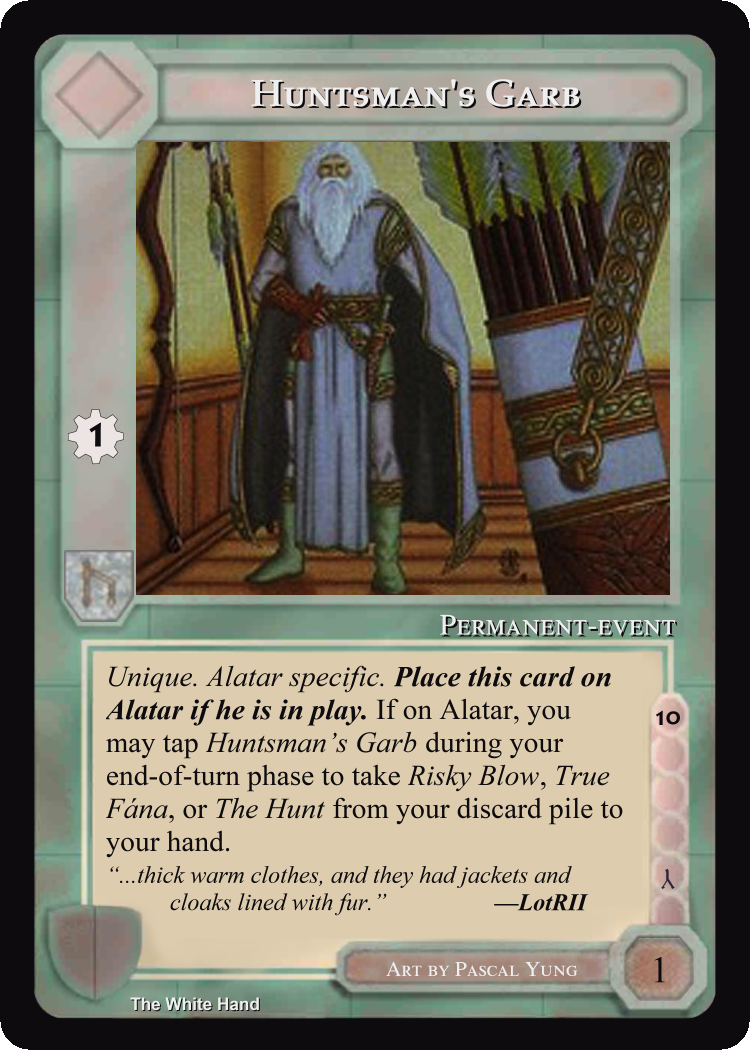 Huntsman's Garb
1
Permanent-event
Unique. Alatar specific. Place this card on
Alatar if he is in play. If on Alatar, you
may tap Huntsman’s Garb during your
end-of-turn phase to take Risky Blow, True
Fána, or The Hunt from your discard pile to
your hand.
“...thick warm clothes, and they had jackets and
cloaks lined with fur.” —LotRII
10
Art by Pascal Yung
1
The White Hand